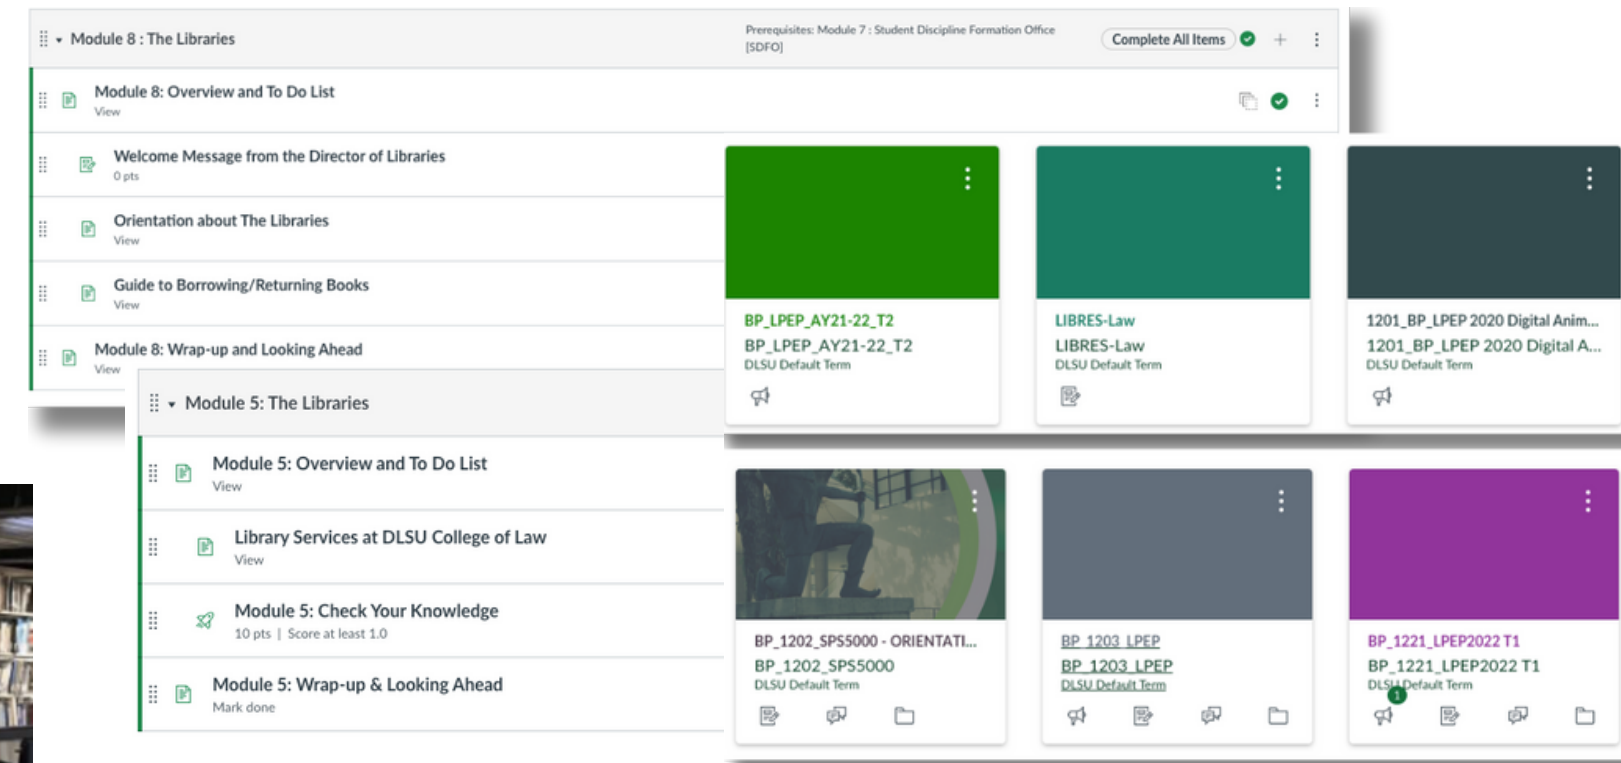 Module 8 : The Libraries
Prerequisites: Module 7 : Student Discipline Formation Office
[SDFO]
Complete All Items
Module 8: Overview and To Do List
View
Welcome Message from the Director of Libraries
0 pts
Orientation about The Libraries
View
Guide to Borrowing/Returning Books
View
Module 8: Wrap-up and Looking Ahead
View
Module 5: The Libraries
Module 5: Overview and To Do List
View
Library Services at DLSU College of Law
View
Module 5: Check Your Knowledge
10 pts | Score at least 1.0
Module 5: Wrap-up & Looking Ahead
Mark done
BP_LPEP_AY21-22_T2
BP_LPEP_AY21-22_T2
DLSU Default Term
LIBRES-Law
LIBRES-Law
DLSU Default Term
1201_BP_LPEP 2020 Digital Anim...
1201_BP_LPEP 2020 Digital A...
DLSU Default Term
BP_1202_SPS5000 - ORIENTATI...
BP_1202_SPS5000
DLSU Default Term
BP_1203_LPEP
BP_1203_LPEP
DLSU Default Term
BP_1221_LPEP2022 T1
BP_1221_LPEP2022 T1
DLSU Default Term
1